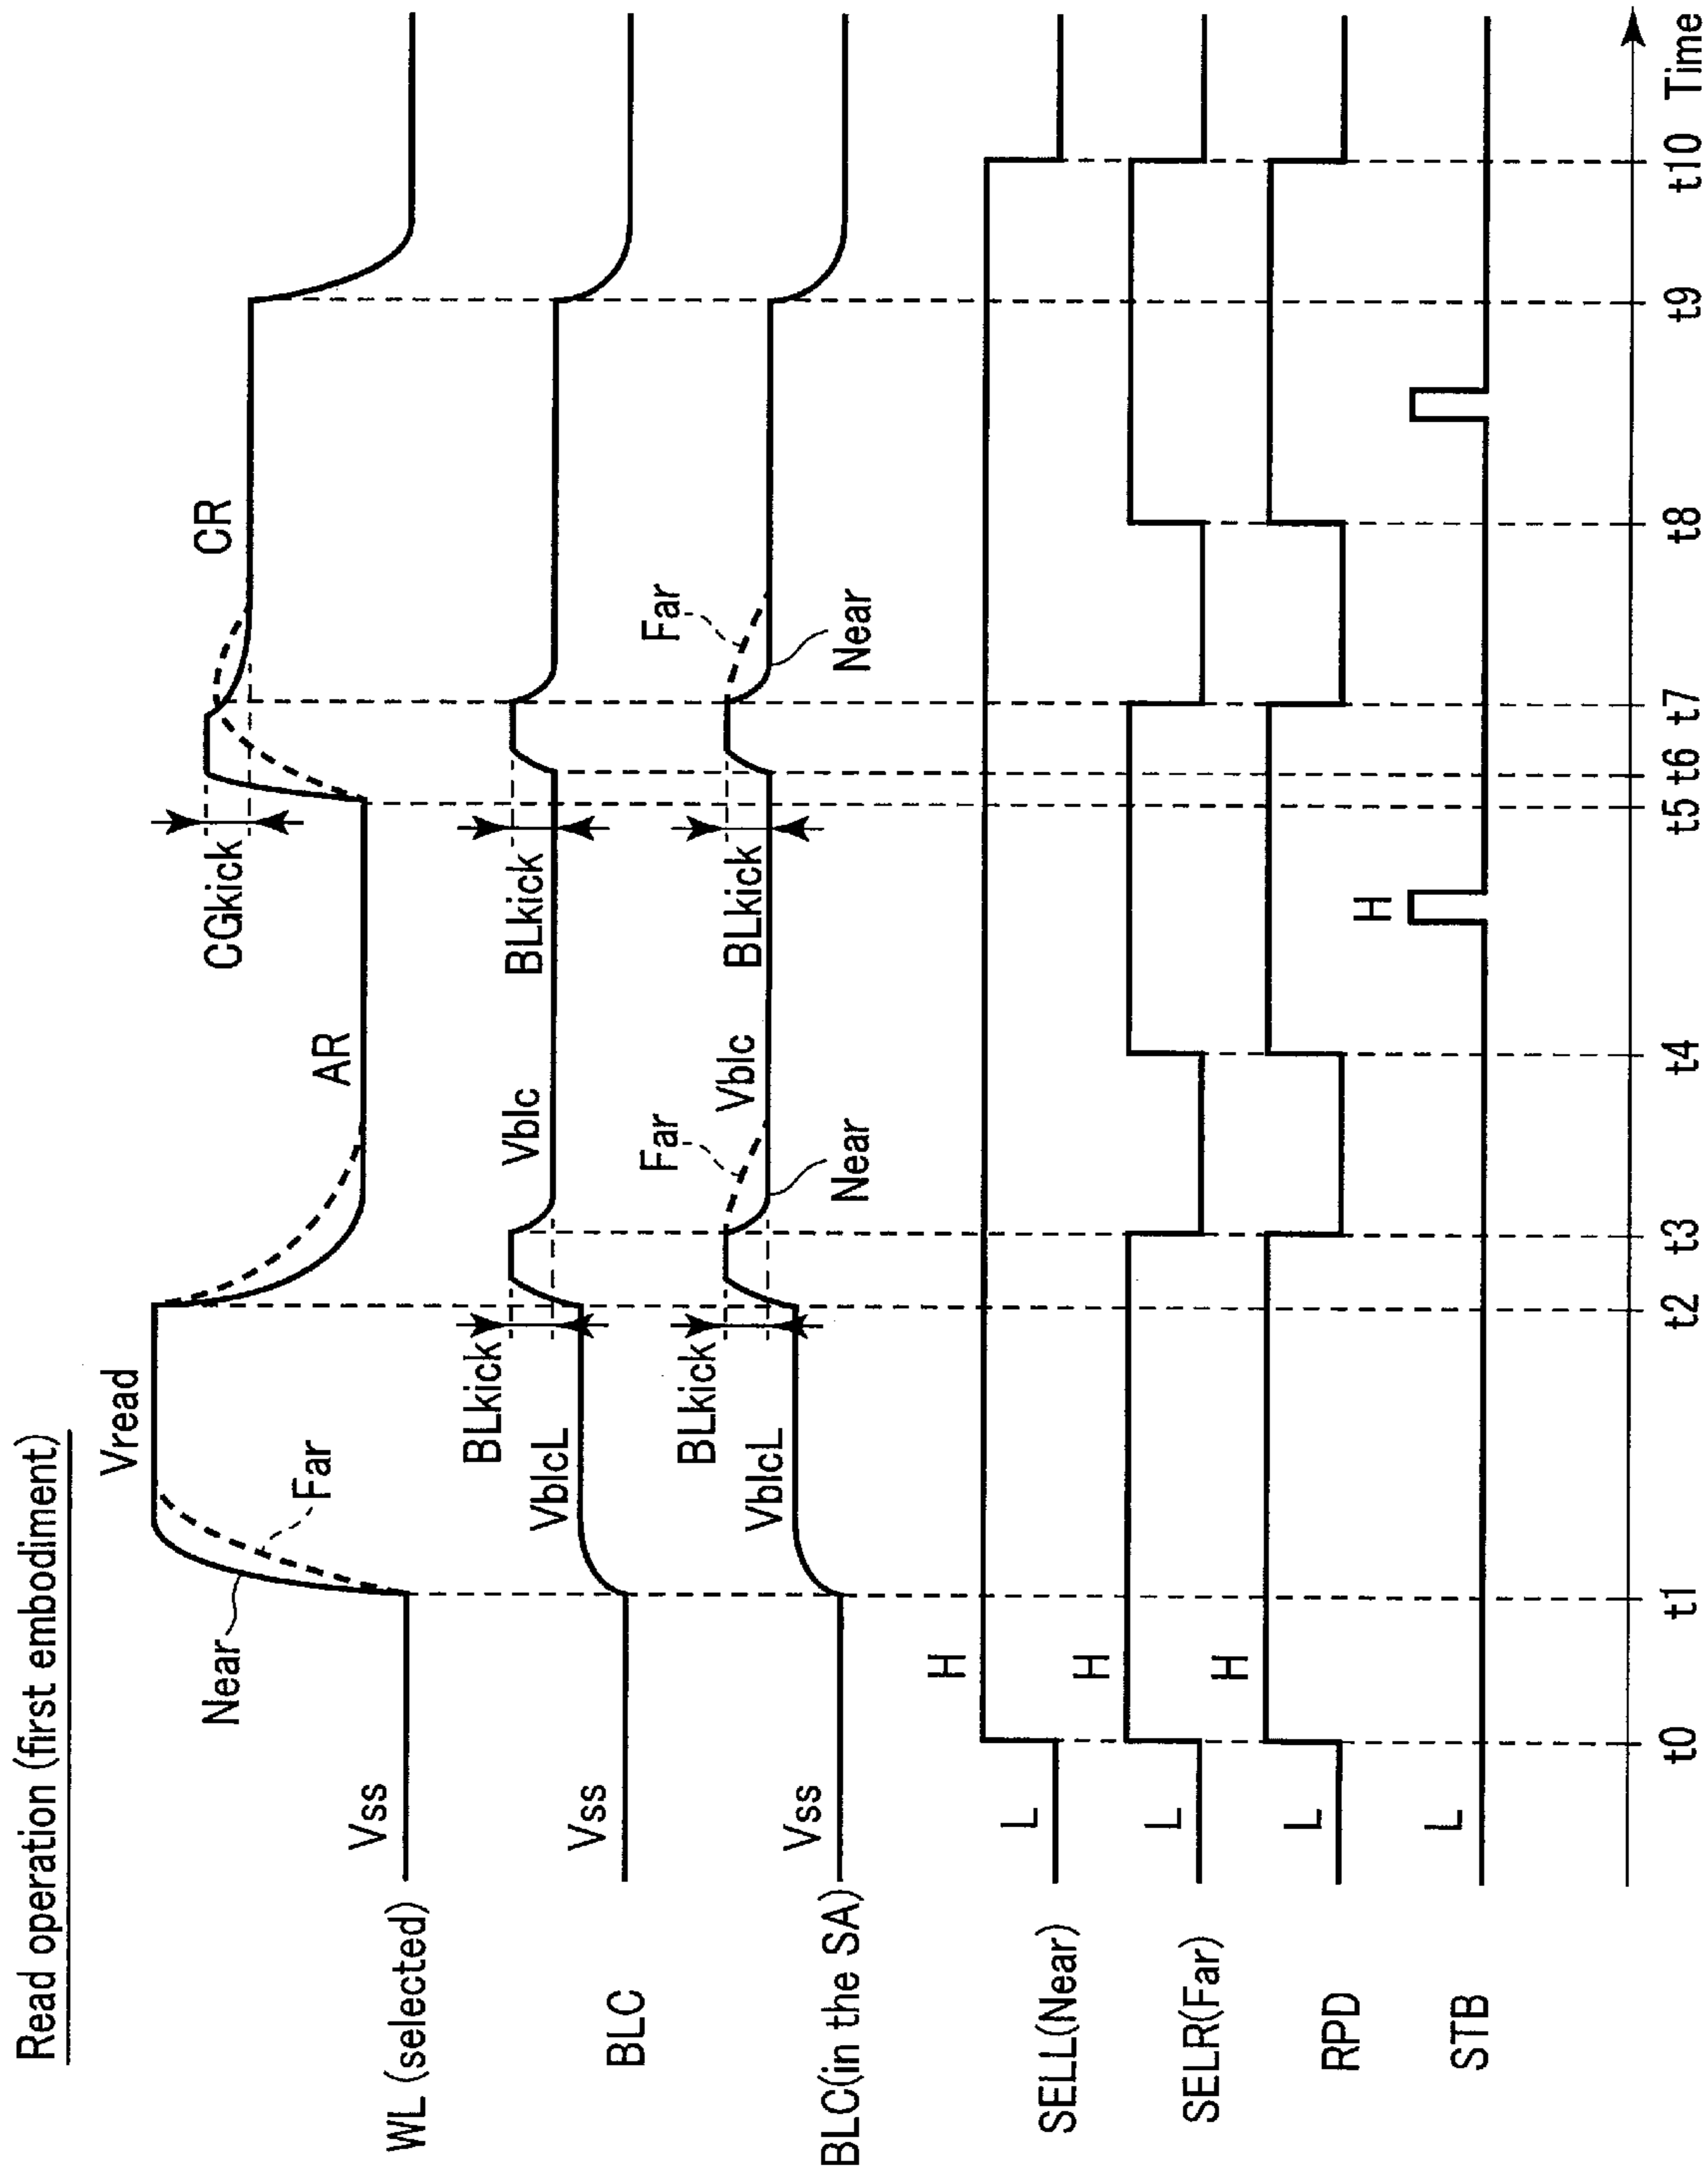 Read operation (first embodiment)
WL (selected)
Vss
Near
Far
Vread
AR
CGkick
CR
BLC
Vss
VblcL
BLkick
Vblc
BLkick
BLC(in the SA)
Vss
VblcL
BLkick
Far
Near
Vblc
BLkick
Far
Near
SELL(Near)
L
H
SELR(Far)
L
H
RPD
L
H
STB
L
H
t0 t1 t2 t3 t4 t5 t6 t7 t8 t9 t10 Time